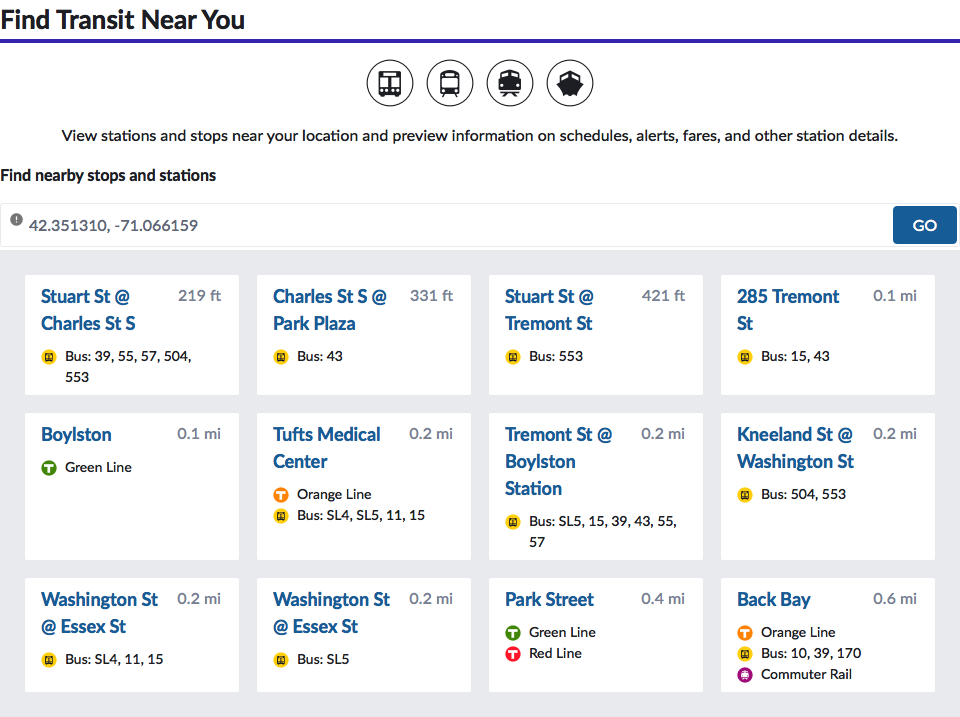 Find Transit Near You
View stations and stops near your location and preview information on schedules, alerts, fares, and other station details.
Find nearby stops and stations
42.351310, -71.066159
GO
Stuart St @ 219 ft
Charles St S
Bus: 39, 55, 57, 504,
553
Charles St S @ 331 ft
Park Plaza
Bus: 43
Stuart St @ 421 ft
Tremont St
Bus: 553
285 Tremont 0.1 mi
St
Bus: 15, 43
Boylston 0.1 mi
T Green Line
Tufts Medical 0.2 mi
Center
T Orange Line
Bus: SL4, SL5, 11, 15
Tremont St @ 0.2 mi
Boylston
Station
Bus: SL5, 15, 39, 43, 55,
57
Kneeland St @ 0.2 mi
Washington St
Bus: 504, 553
Washington St 0.2 mi
@ Essex St
Bus: SL4, 11, 15
Washington St 0.2 mi
@ Essex St
Bus: SL5
Park Street 0.4 mi
T Green Line
T Red Line
Back Bay 0.6 mi
T Orange Line
Bus: 10, 39, 170
Commuter Rail